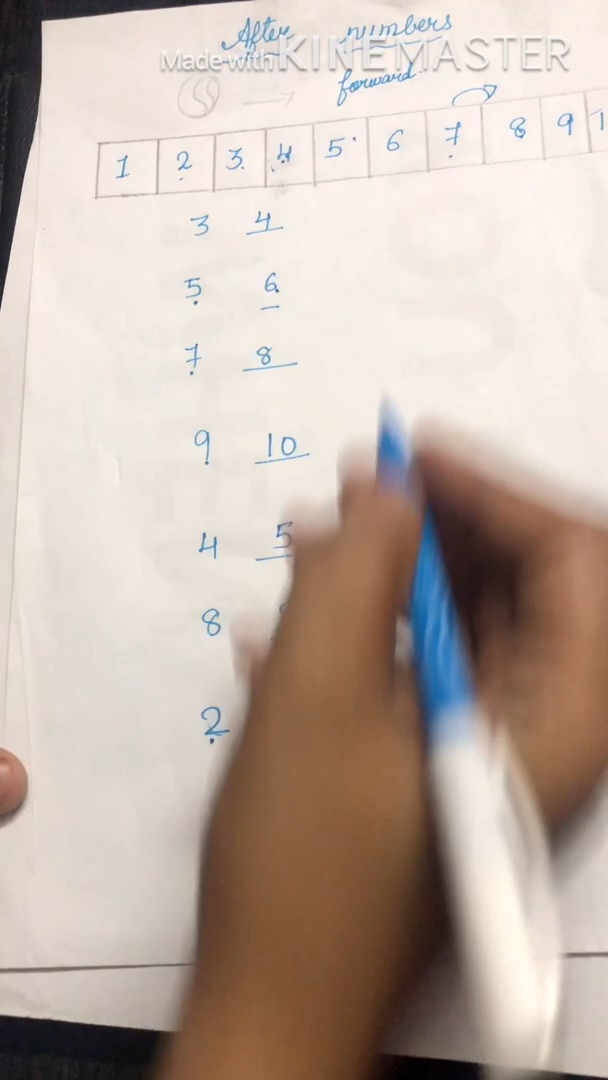 After numbers
Made with KINEMASTER
forward..
1 2 3 4 5 6 7 8 9
3 4
5 6
7 8
9 10
4 5
8
2